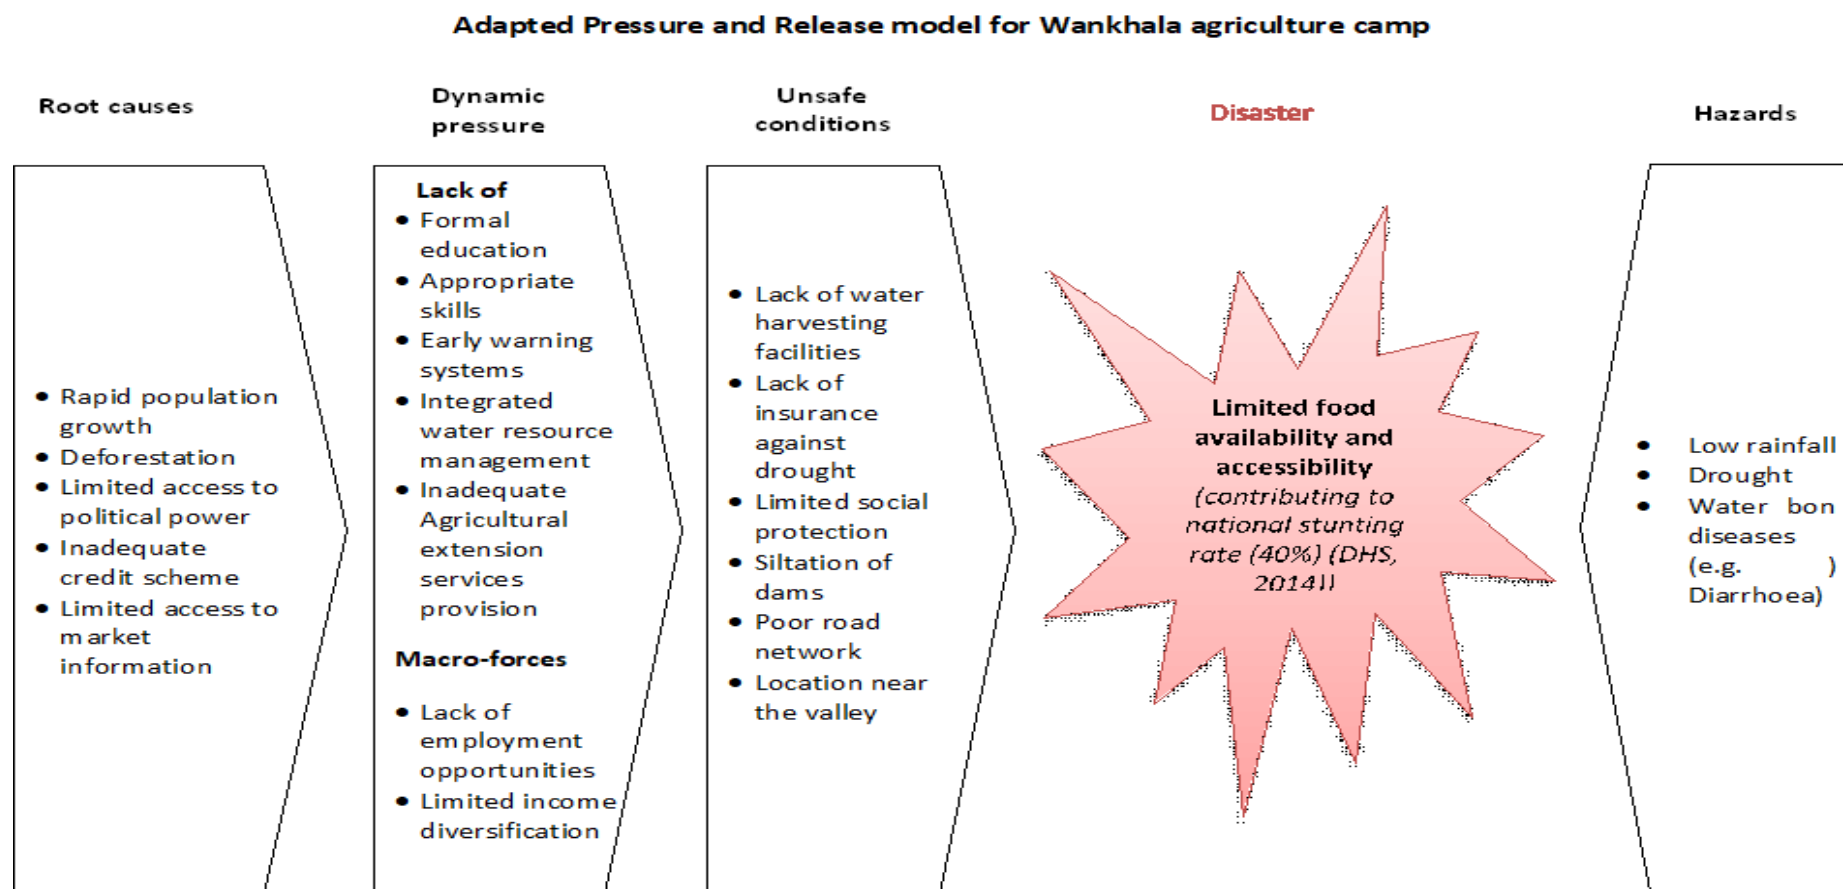 Adapted Pressure and Release model for Wankhala agriculture camp
Root causes
Dynamic
pressure
Unsafe
conditions
Disaster
Hazards
• Rapid population
growth
• Deforestation
• Limited access to
political power
• Inadequate
credit scheme
• Limited access to
market
information
Lack of
• Formal
education
• Appropriate
skills
• Early warning
systems
• Integrated
water resource
management
• Inadequate
Agricultural
extension
services
provision
Macro-forces
• Lack of
employment
opportunities
• Limited income
diversification
• Lack of water
harvesting
facilities
• Lack of
insurance
against
drought
• Limited social
protection
• Siltation of
dams
• Poor road
network
• Location near
the valley
Limited food
availability and
accessibility
(contributing to
national stunting
rate (40%) (DHS,
2014))
• Low rainfall
• Drought
• Water bon
diseases
(e.g. )
Diarrhoea)